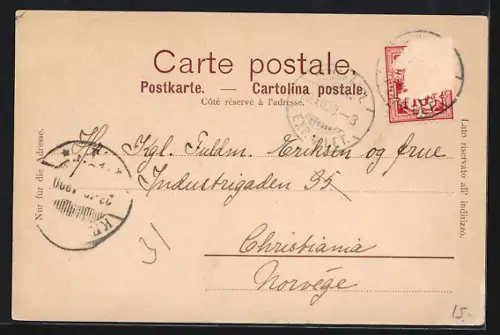 Carte postale.
Postkarte. — Cartolina postale.
Côté réservé à l'adresse.
Nur für die Adresse.
Lato riservato all' indirizzo.
Hr. Kgl. Fuldm. Eriksen og frue
Industrigaden 35
Christiania
Norvége
31
15.